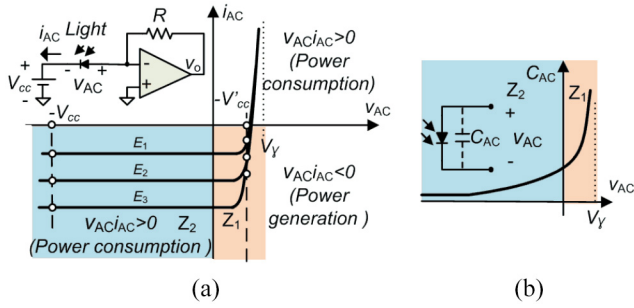 i_AC
Light
R
i_AC
v_AC i_AC>0
(Power
consumption)
+
V_cc
-
-
+
v_AC
-
+
v_o
-V_cc
-V'_cc
v_AC
V_γ
E_1
E_2
E_3
v_AC i_AC<0
(Power
generation )
v_AC i_AC>0
Z_2
Z_1
(Power consumption)
(a)
C_AC
Z_2
Z_1
+
C_AC
v_AC
-
v_AC
V_γ
(b)